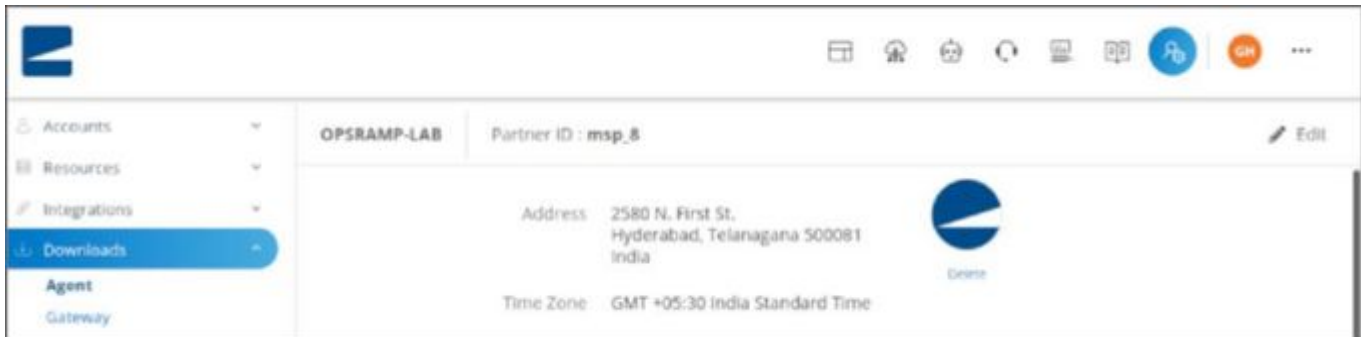 GH
Accounts
OPSRAMP-LAB
Partner ID : msp_8
Edit
Resources
Integrations
Downloads
Agent
Gateway
Address
2580 N. First St.
Hyderabad, Telanagana 500081
India
Delete
Time Zone
GMT +05:30 India Standard Time